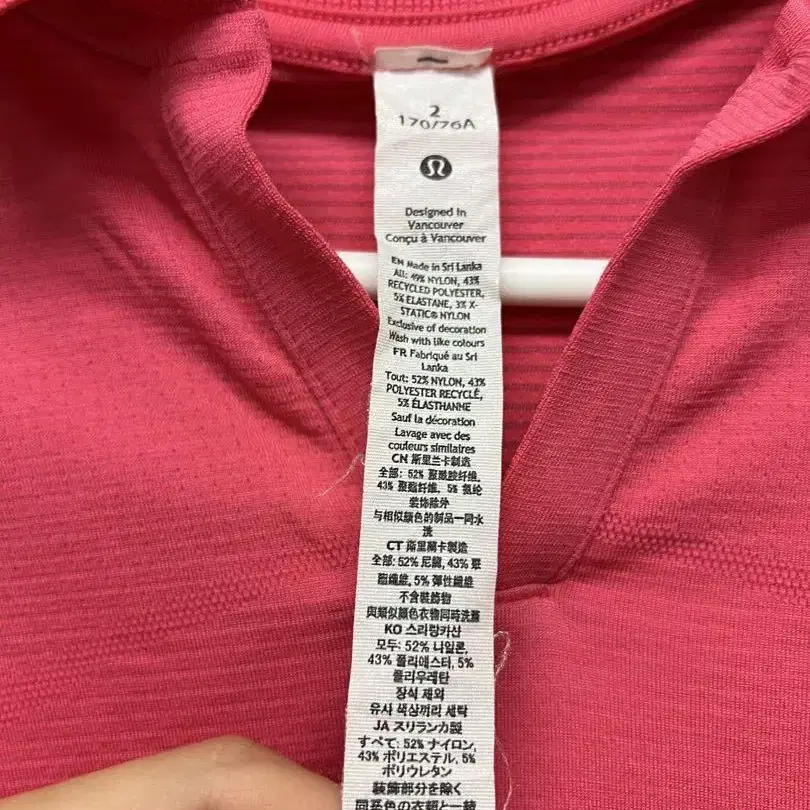 2
170/76A
Designed in
Vancouver
Conçu à Vancouver
EN Made in Sri Lanka
All: 49% NYLON, 43%
RECYCLED POLYESTER,
5% ELASTANE, 3% X-
STATIC® NYLON
Exclusive of decoration
Wash with like colours
FR Fabriqué au Sri
Lanka
Tout: 52% NYLON, 43%
POLYESTER RECYCLÉ,
5% ÉLASTHANNE
Sauf la décoration
Lavage avec des
couleurs similaires
CN 斯里兰卡制造
全部: 52% 聚酰胺纤维,
43% 聚酯纤维, 5% 氨纶
装饰除外
与相似颜色的制品一同水
洗
CT 斯里蘭卡製造
全部: 52% 尼龍, 43% 聚
酯纖維, 5% 彈性纖維
不含裝飾物
與類似顏色衣物同時洗滌
KO 스리랑카산
모두: 52% 나일론,
43% 폴리에스터, 5%
폴리우레탄
장식 제외
유사 색상끼리 세탁
JA スリランカ製
すべて: 52% ナイロン,
43% ポリエステル, 5%
ポリウレタン
装飾部分を除く
同系色の衣類と一緒